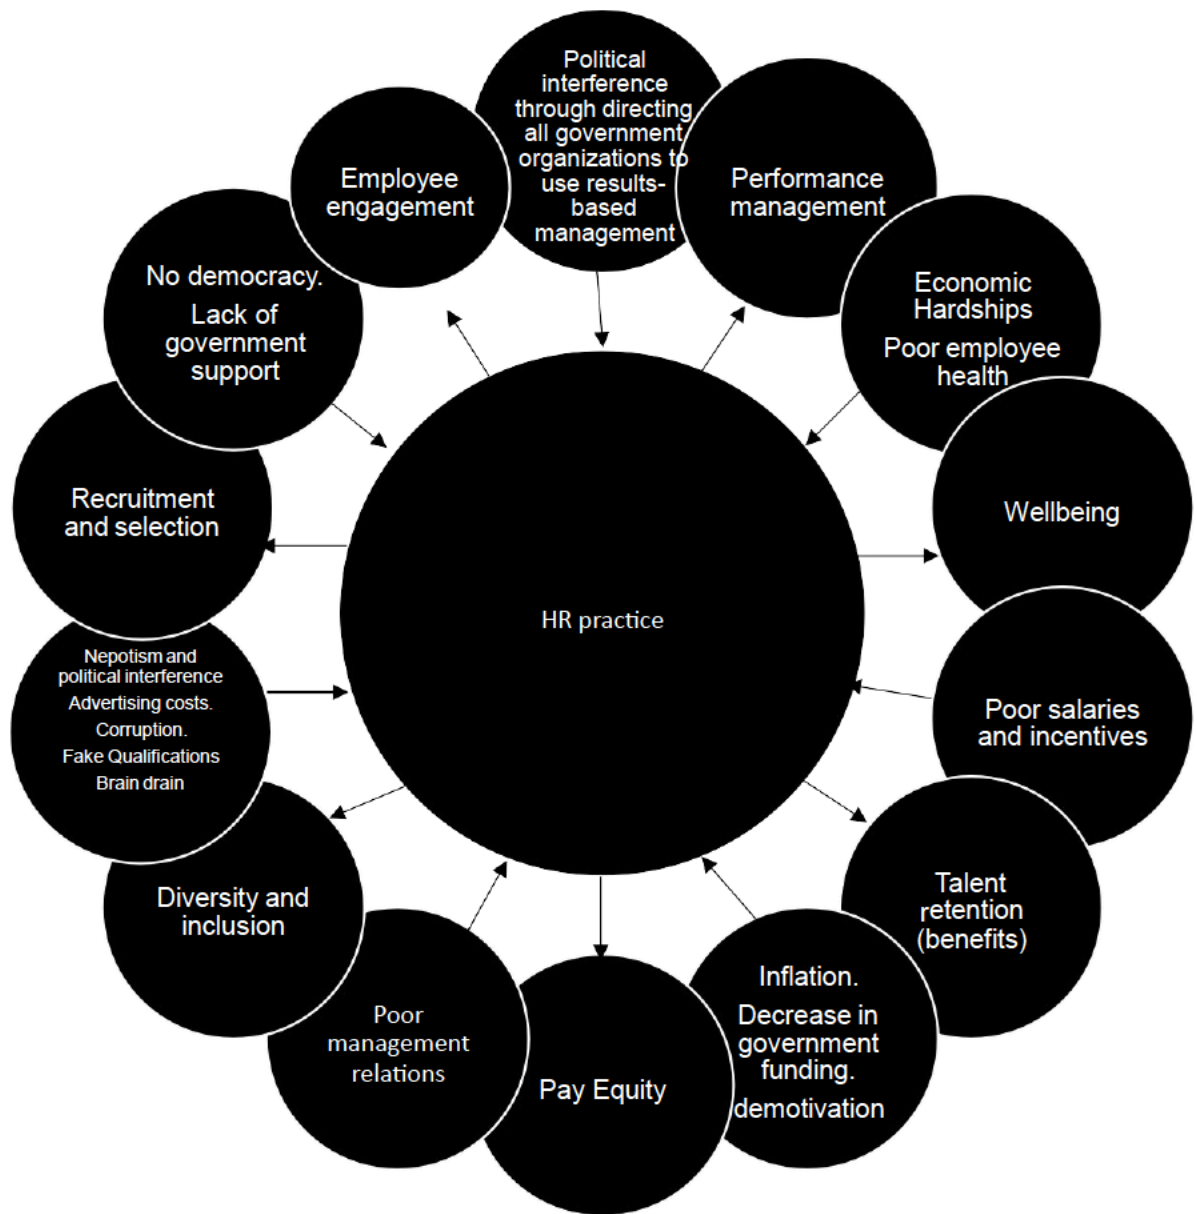 Political
interference
through directing
all government
organizations to
use results-
based
management
Performance
management
Economic
Hardships
Poor employee
health
Wellbeing
Poor salaries
and incentives
Talent
retention
(benefits)
Inflation.
Decrease in
government
funding.
demotivation
Pay Equity
Poor
management
relations
Diversity and
inclusion
Nepotism and
political interference
Advertising costs.
Corruption.
Fake Qualifications
Brain drain
Recruitment
and selection
No democracy.
Lack of
government
support
Employee
engagement
HR practice